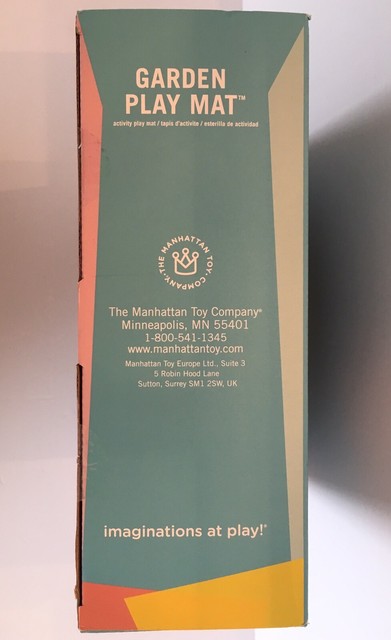 GARDEN
PLAY MAT™
activity play mat / tapis d'activite / esterilla de actividad
THE MANHATTAN TOY COMPANY
The Manhattan Toy Company®
Minneapolis, MN 55401
1-800-541-1345
www.manhattantoy.com
Manhattan Toy Europe Ltd., Suite 3
5 Robin Hood Lane
Sutton, Surrey SM1 2SW, UK
imaginations at play!®